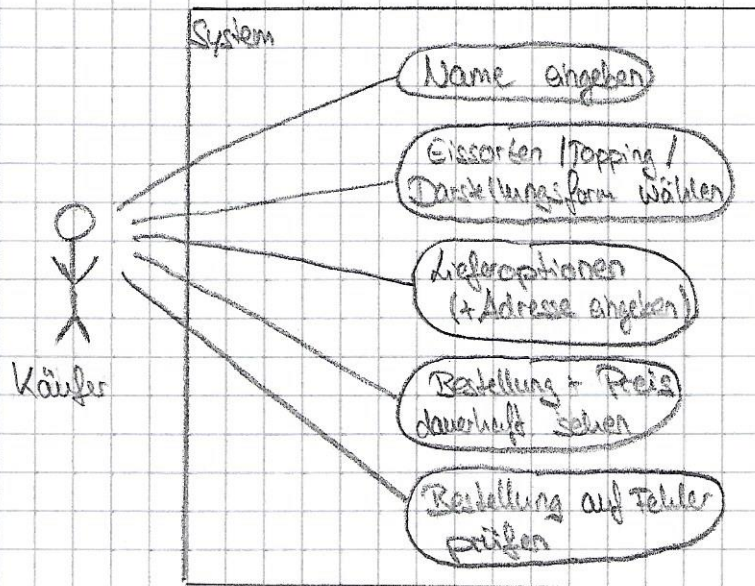 System
Name eingeben
Eissorten / Topping /
Darstellungsform wählen
Lieferoptionen
(+ Adresse eingeben)
Käufer
Bestellung + Preis
dauerhaft sehen
Bestellung auf Fehler
prüfen